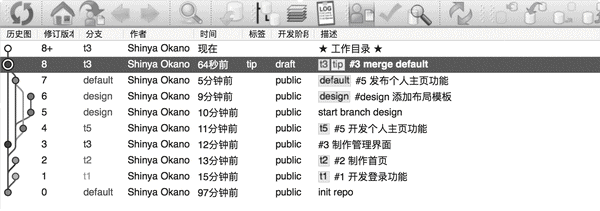 LOG
历史图 修订版本 分支 作者 时间 标签 开发阶段 描述
8+ t3 Shinya Okano 现在 ★ 工作目录 ★
8 t3 Shinya Okano 64秒前 tip draft t3 tip #3 merge default
7 default Shinya Okano 5分钟前 public default #5 发布个人主页功能
6 design Shinya Okano 9分钟前 public design #design 添加布局模板
5 design Shinya Okano 10分钟前 public start branch design
4 t5 Shinya Okano 11分钟前 public t5 #5 开发个人主页功能
3 t3 Shinya Okano 12分钟前 public #3 制作管理界面
2 t2 Shinya Okano 13分钟前 public t2 #2 制作首页
1 t1 Shinya Okano 15分钟前 public t1 #1 开发登录功能
0 default Shinya Okano 97分钟前 public init repo